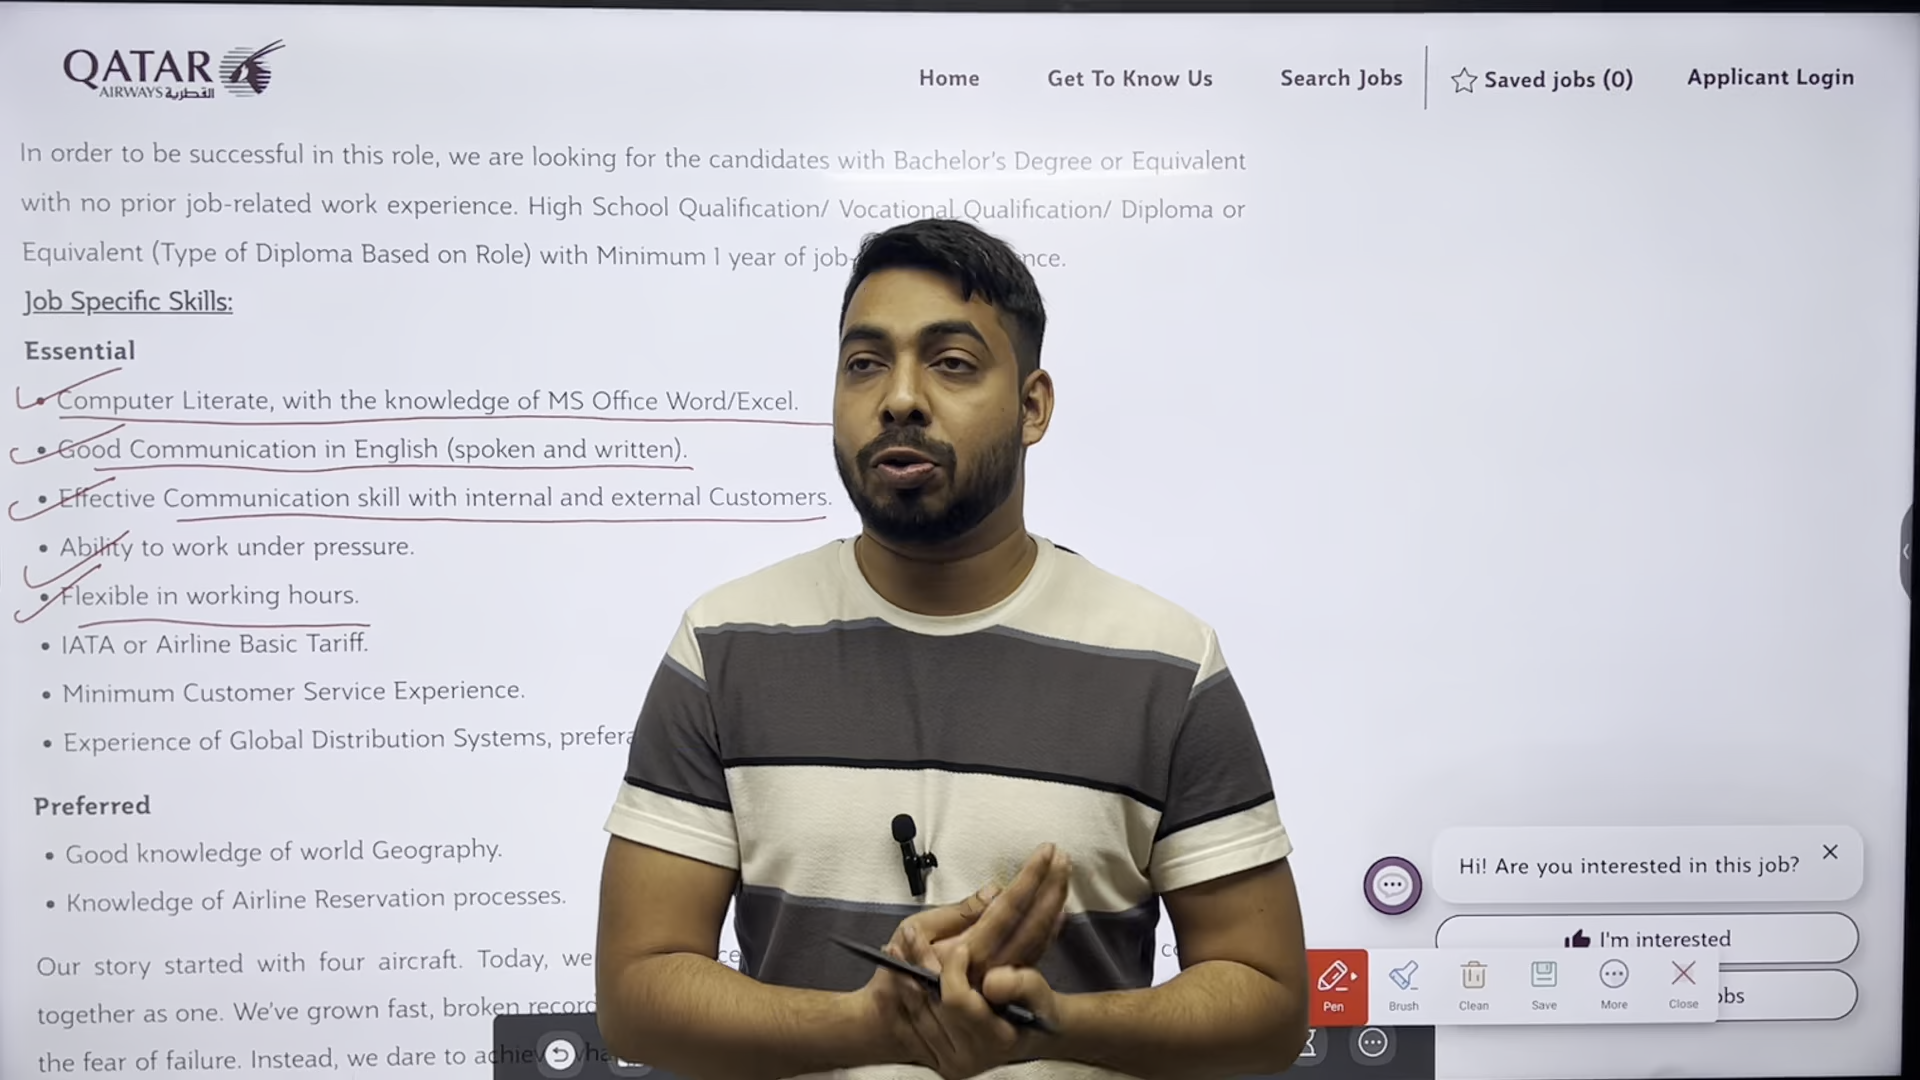 QATAR
AIRWAYS القطرية
Home
Get To Know Us
Search Jobs
Saved jobs (0)
Applicant Login
In order to be successful in this role, we are looking for the candidates with Bachelor's Degree or Equivalent
with no prior job-related work experience. High School Qualification/ Vocational Qualification/ Diploma or
Equivalent (Type of Diploma Based on Role) with Minimum 1 year of job-
Job Specific Skills:
Essential
• Computer Literate, with the knowledge of MS Office Word/Excel.
• Good Communication in English (spoken and written).
• Effective Communication skill with internal and external Customers.
• Ability to work under pressure.
• Flexible in working hours.
• IATA or Airline Basic Tariff.
• Minimum Customer Service Experience.
• Experience of Global Distribution Systems,
Preferred
• Good knowledge of world Geography.
• Knowledge of Airline Reservation processes.
Our story started with four aircraft. Today, we
together as one. We've grown fast, broken
the fear of failure. Instead, we dare to
Hi! Are you interested in this job?
I'm interested
Pen
Brush
Clean
Save
More
Close